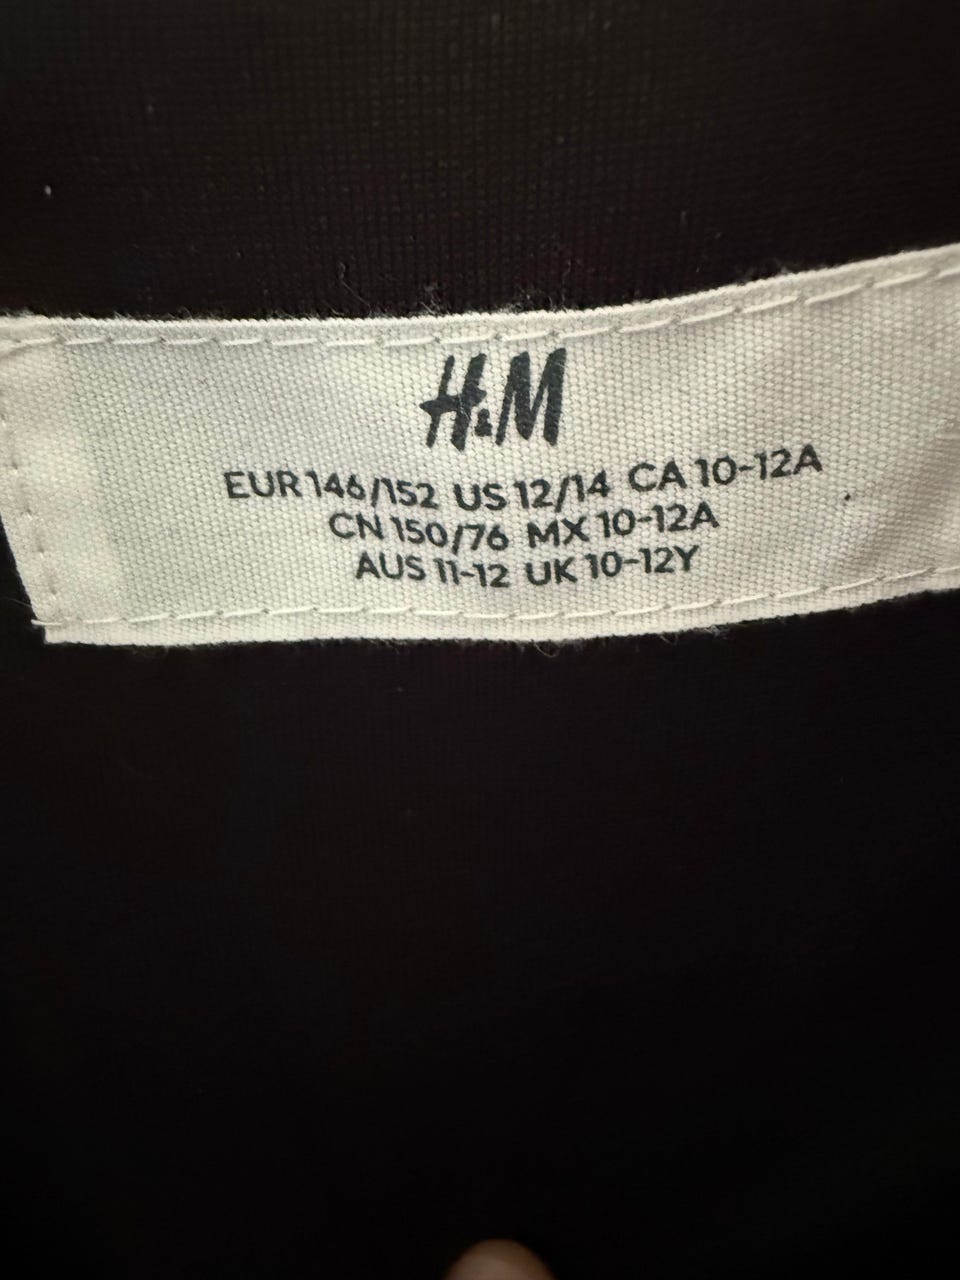 H&M
EUR 146/152 US 12/14 CA 10-12A
CN 150/76 MX 10-12A
AUS 11-12 UK 10-12Y